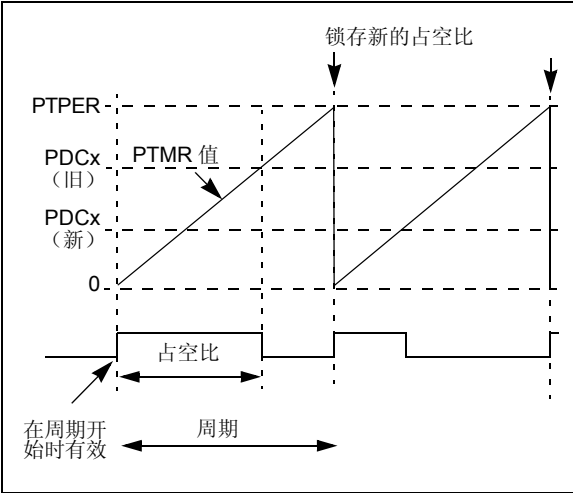 锁存新的占空比
PTPER
PDCx
（旧）
PTMR 值
PDCx
（新）
0
占空比
在周期开
始时有效
周期